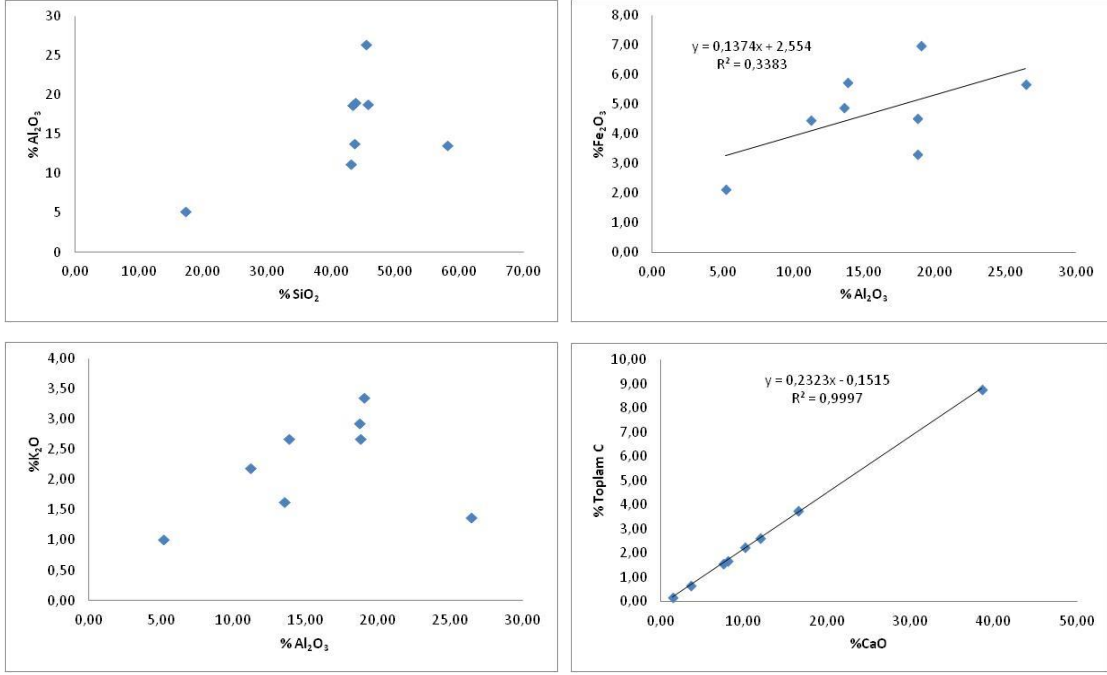 30
25
20
15
10
5
0
% Al₂O₃
0,00 10,00 20,00 30,00 40,00 50,00 60,00 70,00
% SiO₂
8,00
7,00
6,00
5,00
4,00
3,00
2,00
1,00
0,00
%Fe₂O₃
y = 0,1374x + 2,554
R² = 0,3383
0,00 5,00 10,00 15,00 20,00 25,00 30,00
% Al₂O₃
4,00
3,50
3,00
2,50
2,00
1,50
1,00
0,50
0,00
%K₂O
0,00 5,00 10,00 15,00 20,00 25,00 30,00
% Al₂O₃
10,00
9,00
8,00
7,00
6,00
5,00
4,00
3,00
2,00
1,00
0,00
% Toplam C
y = 0,2323x - 0,1515
R² = 0,9997
0,00 10,00 20,00 30,00 40,00 50,00
%CaO